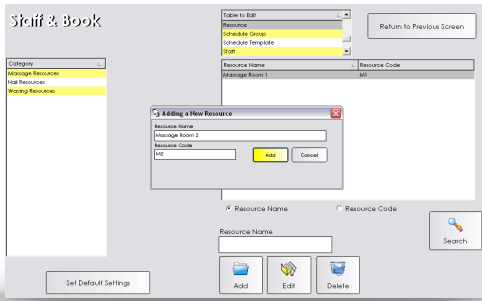 Staff & Book
Table to Edit
Resource
Schedule Group
Schedule Template
Staff
Return to Previous Screen
Category
Massage Resources
Nail Resources
Waxing Resources
Resource Name
Resource Code
Massage Room 1
M1
Adding a New Resource
Resource Name
Massage Room 2
Resource Code
M2
Add
Cancel
Resource Name
Resource Code
Resource Name
Search
Set Default Settings
Add
Edit
Delete